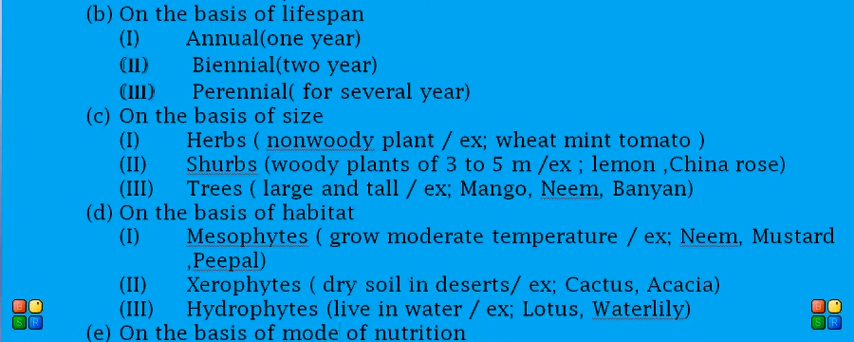 (b) On the basis of lifespan
(I) Annual(one year)
(II) Biennial(two year)
(III) Perennial( for several year)
(c) On the basis of size
(I) Herbs ( nonwoody plant / ex; wheat mint tomato )
(II) Shurbs (woody plants of 3 to 5 m /ex ; lemon ,China rose)
(III) Trees ( large and tall / ex; Mango, Neem, Banyan)
(d) On the basis of habitat
(I) Mesophytes ( grow moderate temperature / ex; Neem, Mustard
,Peepal)
(II) Xerophytes ( dry soil in deserts/ ex; Cactus, Acacia)
(III) Hydrophytes (live in water / ex; Lotus, Waterlily)
(e) On the basis of mode of nutrition